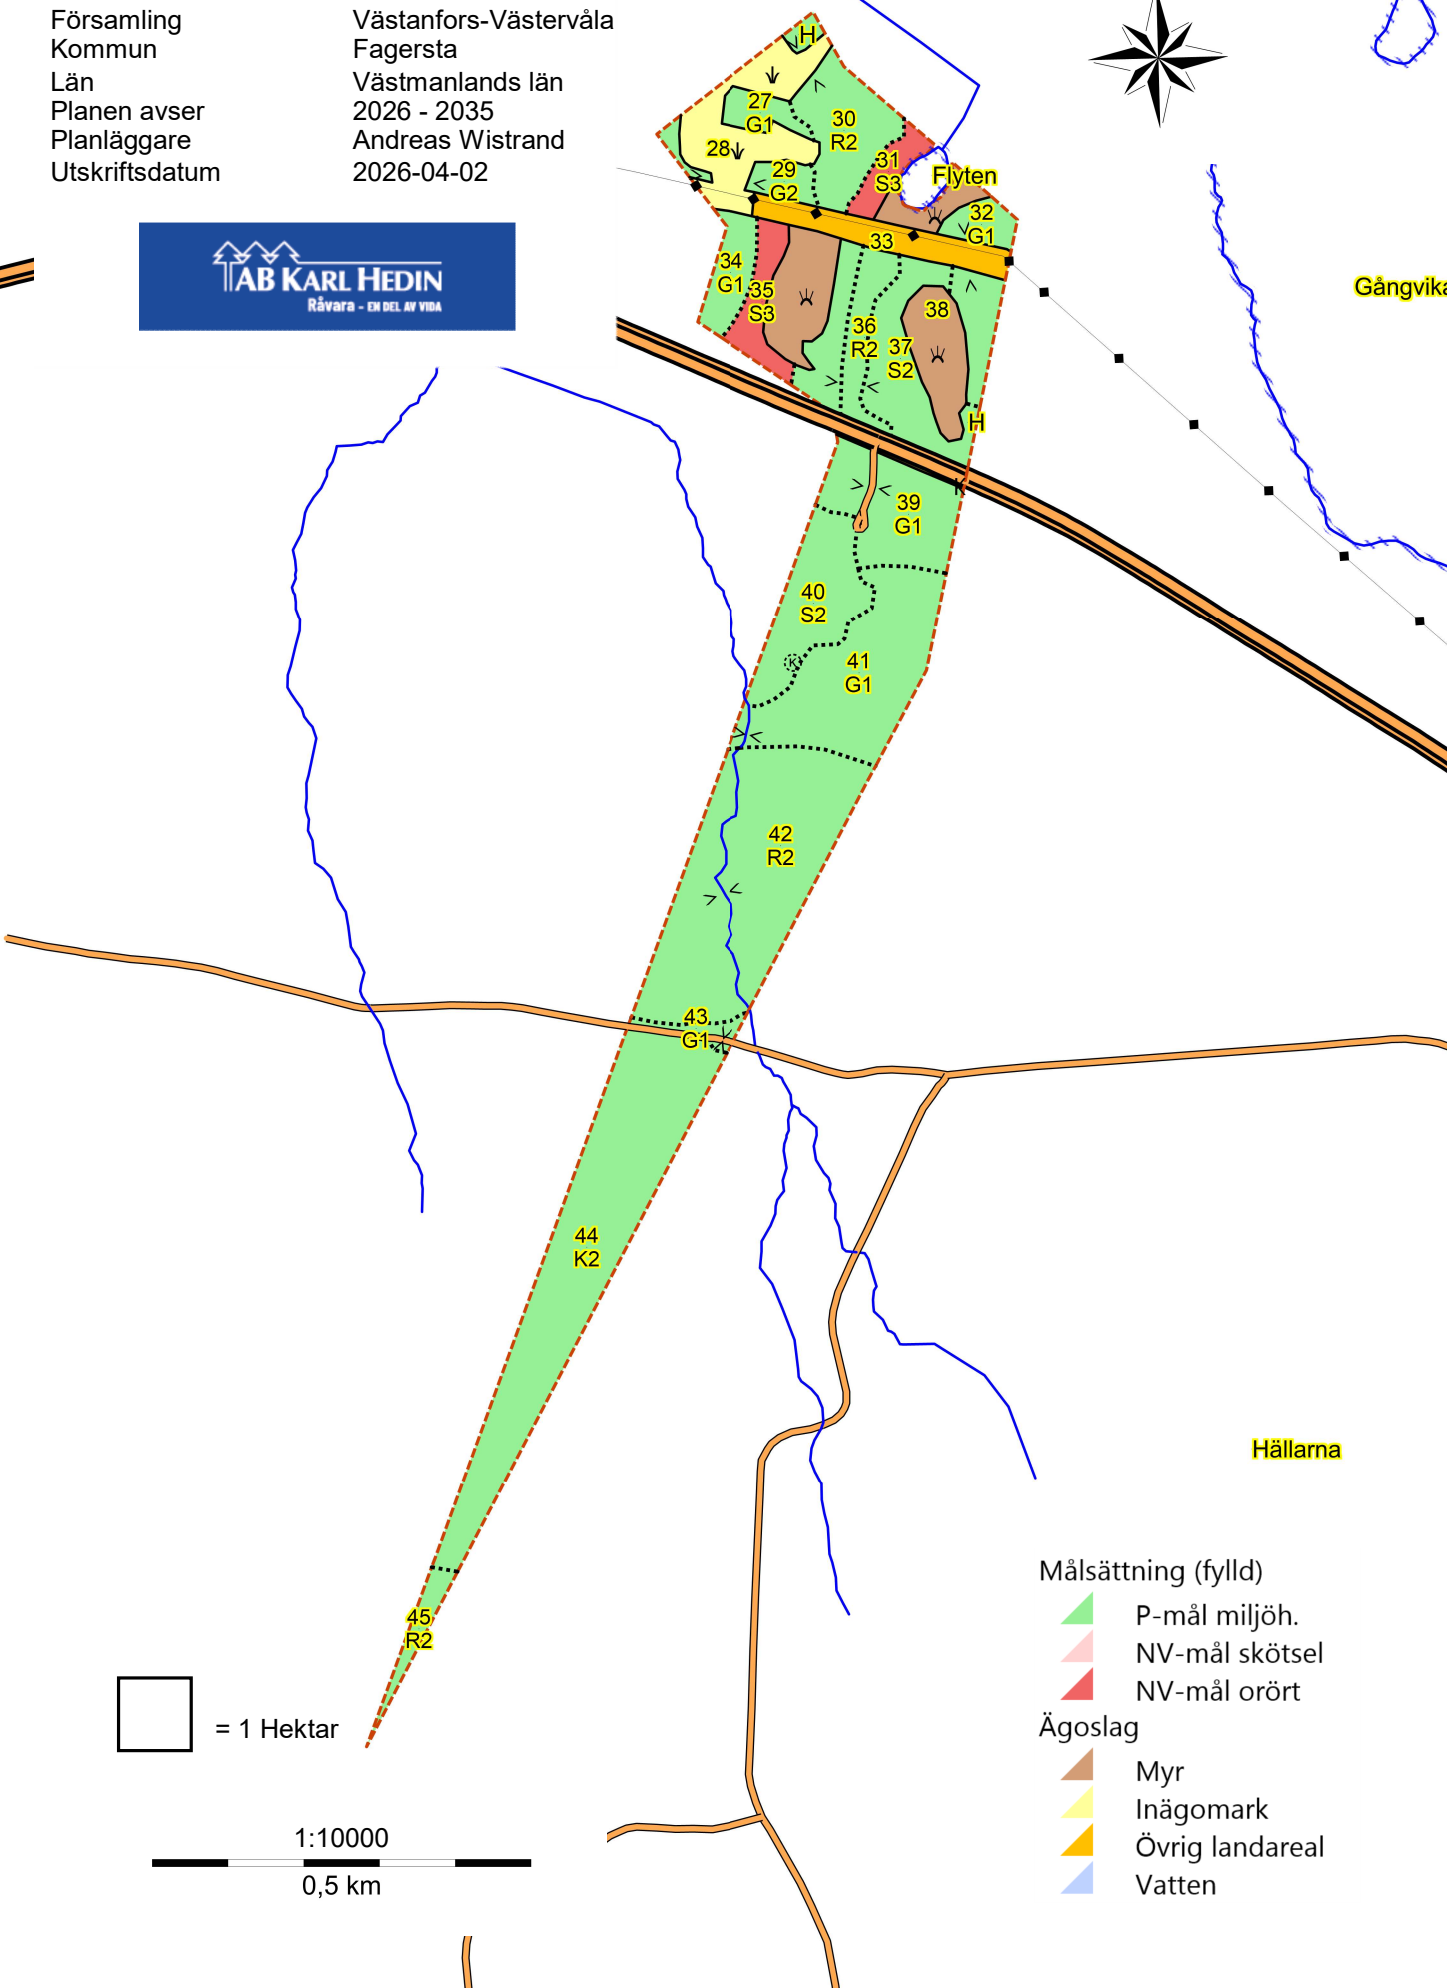 Församling Västanfors-Västervåla
Kommun Fagersta
Län Västmanlands län
Planen avser 2026 - 2035
Planläggare Andreas Wistrand
Utskriftsdatum 2026-04-02
AB KARL HEDIN
Råvara - EN DEL AV VIDA
H
27
G1
30
R2
28
29
G2
31
S3
Flyten
32
G1
33
34
G1
35
S3
36
R2
37
S2
38
H
Gångvika
K
39
G1
40
S2
K
41
G1
42
R2
43
G1
K
44
K2
45
R2
Hällarna
= 1 Hektar
1:10000
0,5 km
Målsättning (fylld)
P-mål miljöh.
NV-mål skötsel
NV-mål orört
Ägoslag
Myr
Inägomark
Övrig landareal
Vatten